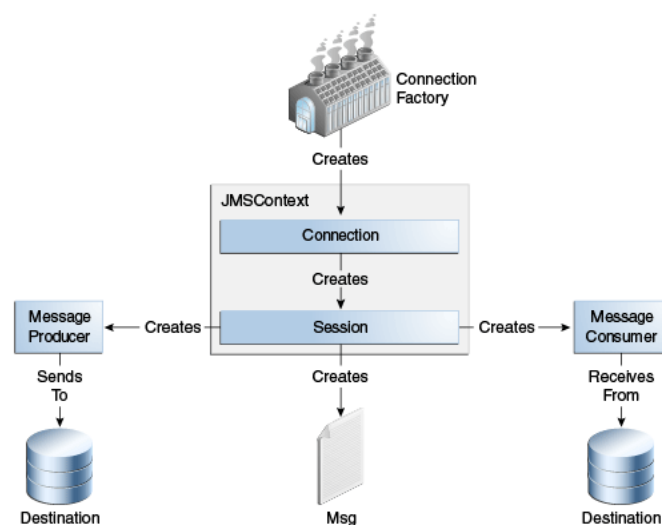 Connection
Factory
Creates
JMSContext
Connection
Creates
Message
Producer
Creates
Session
Creates
Message
Consumer
Sends
To
Creates
Receives
From
Destination
Msg
Destination